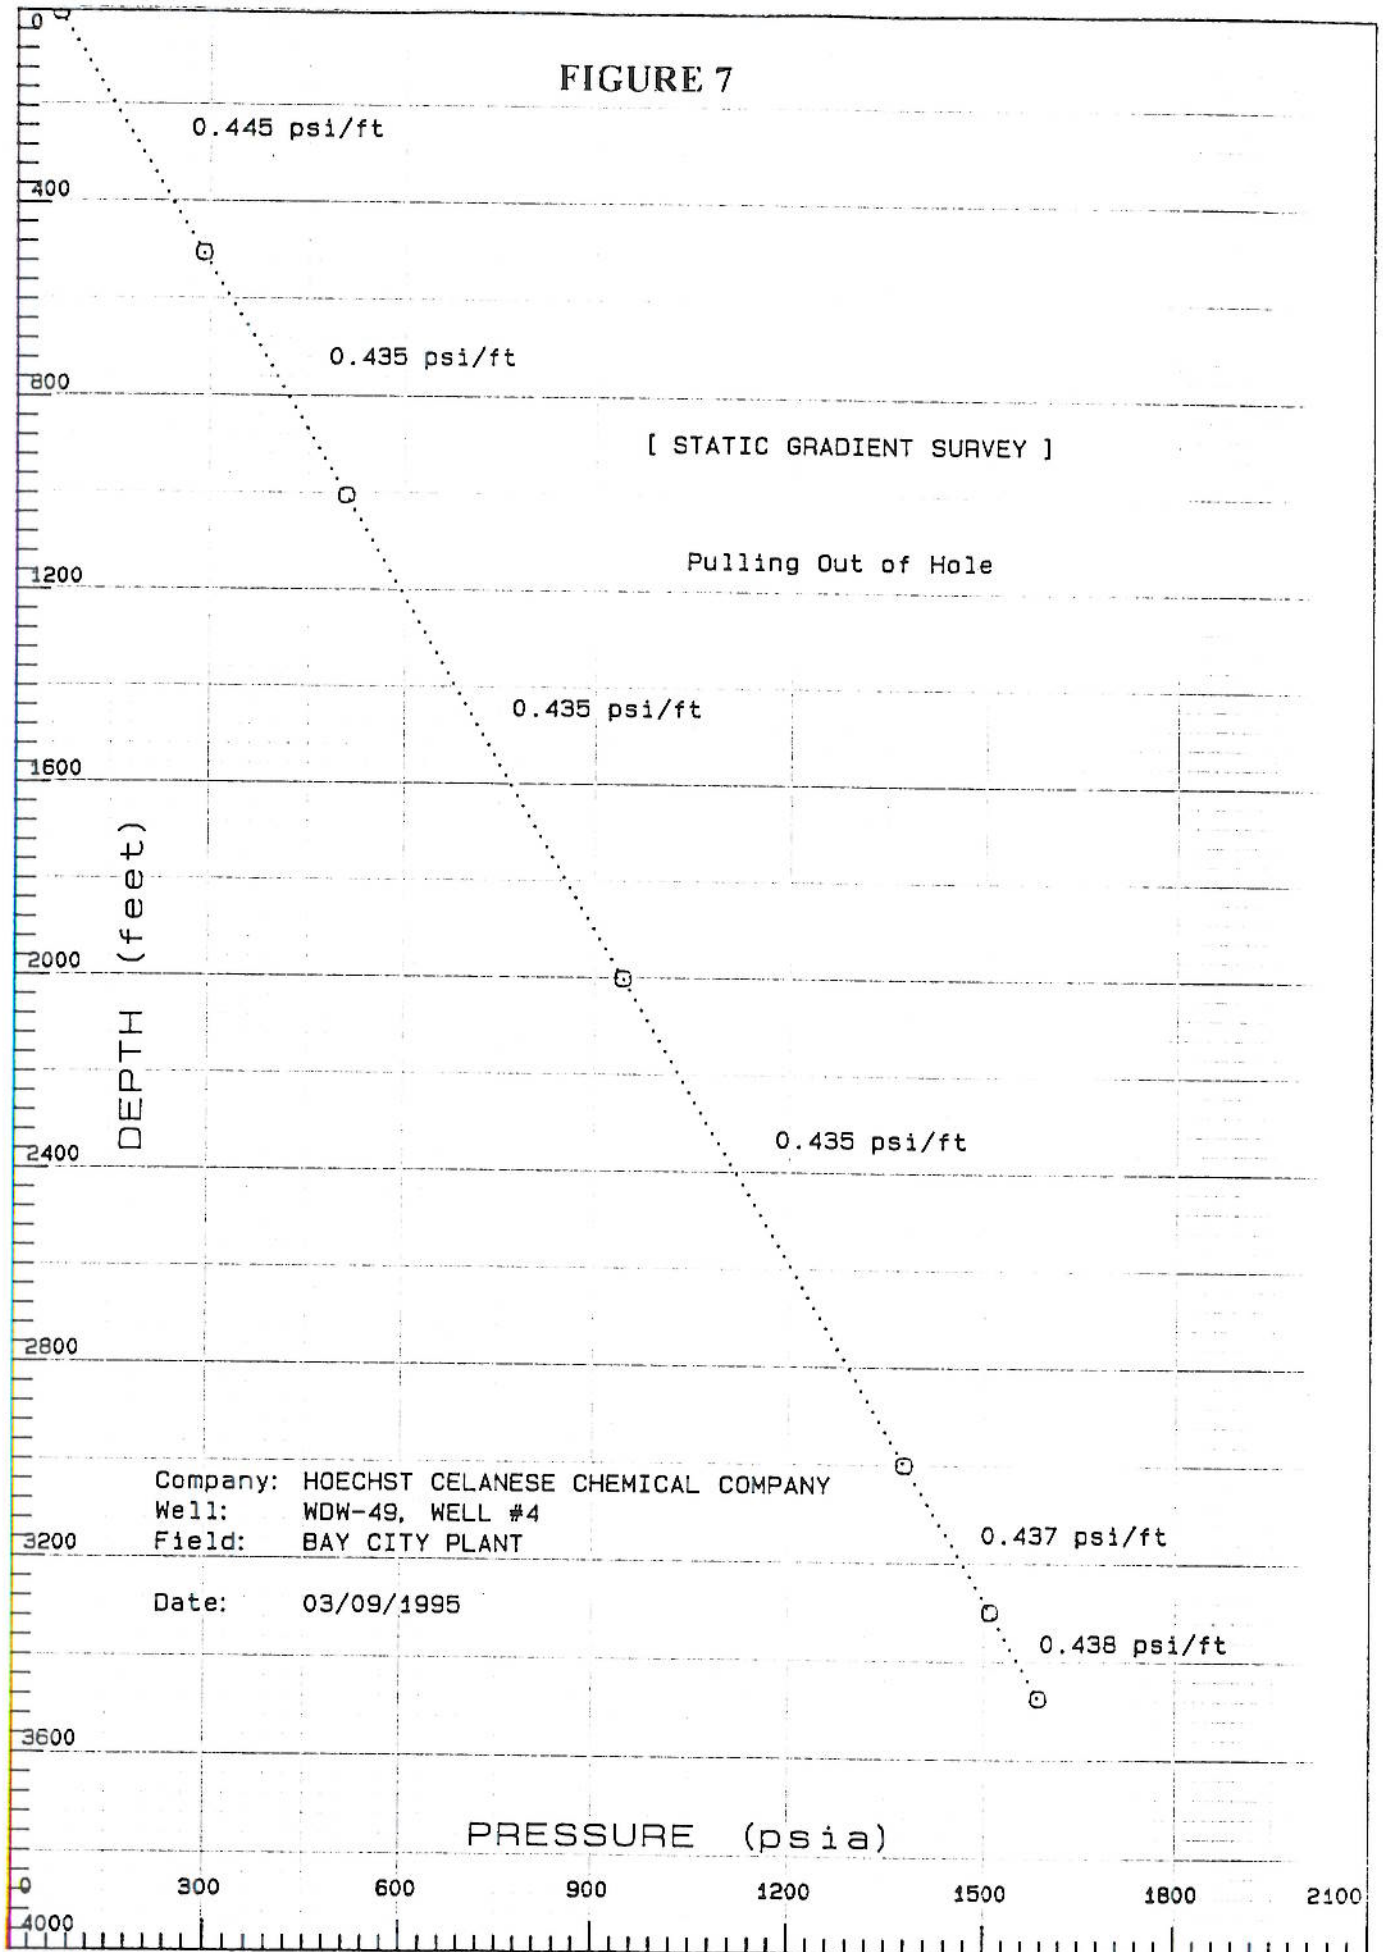 0
FIGURE 7
0.445 psi/ft
400
0.435 psi/ft
800
[ STATIC GRADIENT SURVEY ]
Pulling Out of Hole
1200
0.435 psi/ft
1600
DEPTH (feet)
2000
0.435 psi/ft
2400
2800
Company: HOECHST CELANESE CHEMICAL COMPANY
Well: WDW-49, WELL #4
Field: BAY CITY PLANT
3200
0.437 psi/ft
Date: 03/09/1995
0.438 psi/ft
3600
PRESSURE (psia)
0 300 600 900 1200 1500 1800 2100
4000